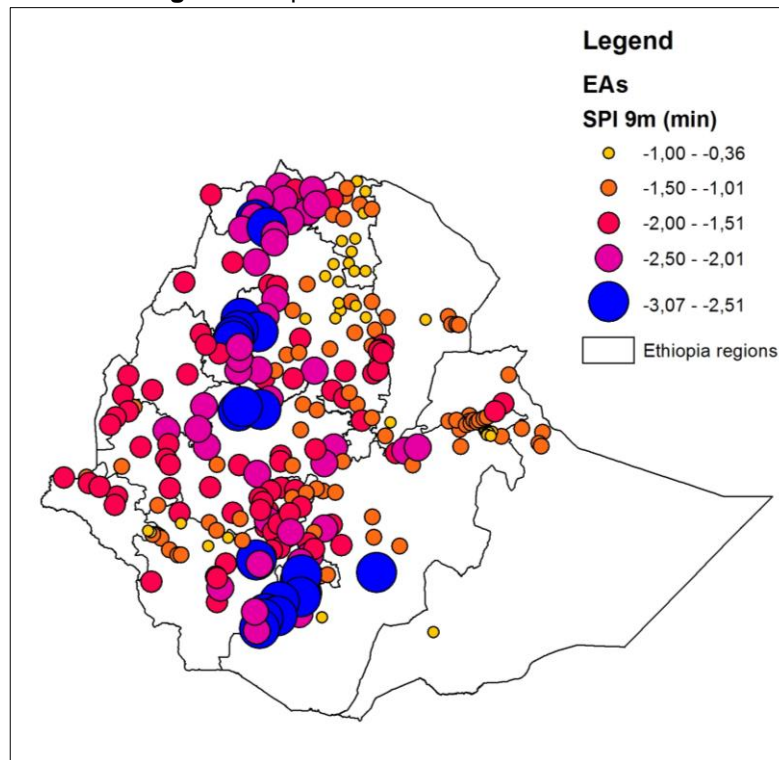 Legend
EAs
SPI 9m (min)
-1,00 - -0,36
-1,50 - -1,01
-2,00 - -1,51
-2,50 - -2,01
-3,07 - -2,51
Ethiopia regions